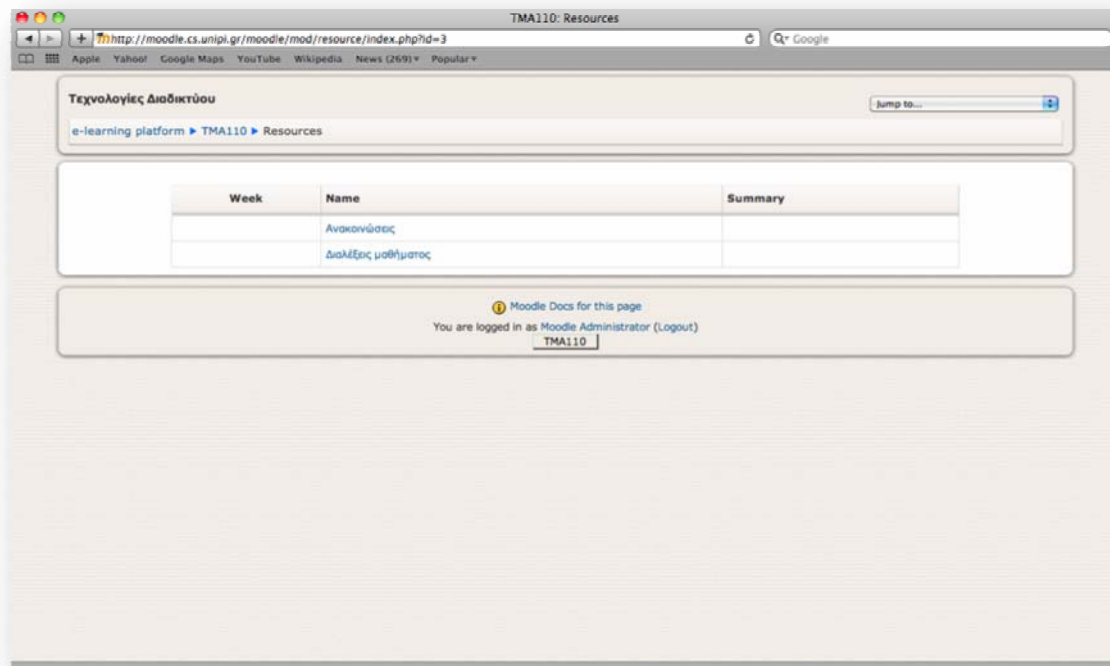 TMA110: Resources
http://moodle.cs.unipi.gr/moodle/mod/resource/index.php?id=3
Google
Apple Yahoo! Google Maps YouTube Wikipedia News (269) Popular
Τεχνολογίες Διαδικτύου
Jump to...
e-learning platform ▶ TMA110 ▶ Resources
Week Name Summary
Ανακοινώσεις
Διαλέξεις μαθήματος
Moodle Docs for this page
You are logged in as Moodle Administrator (Logout)
TMA110